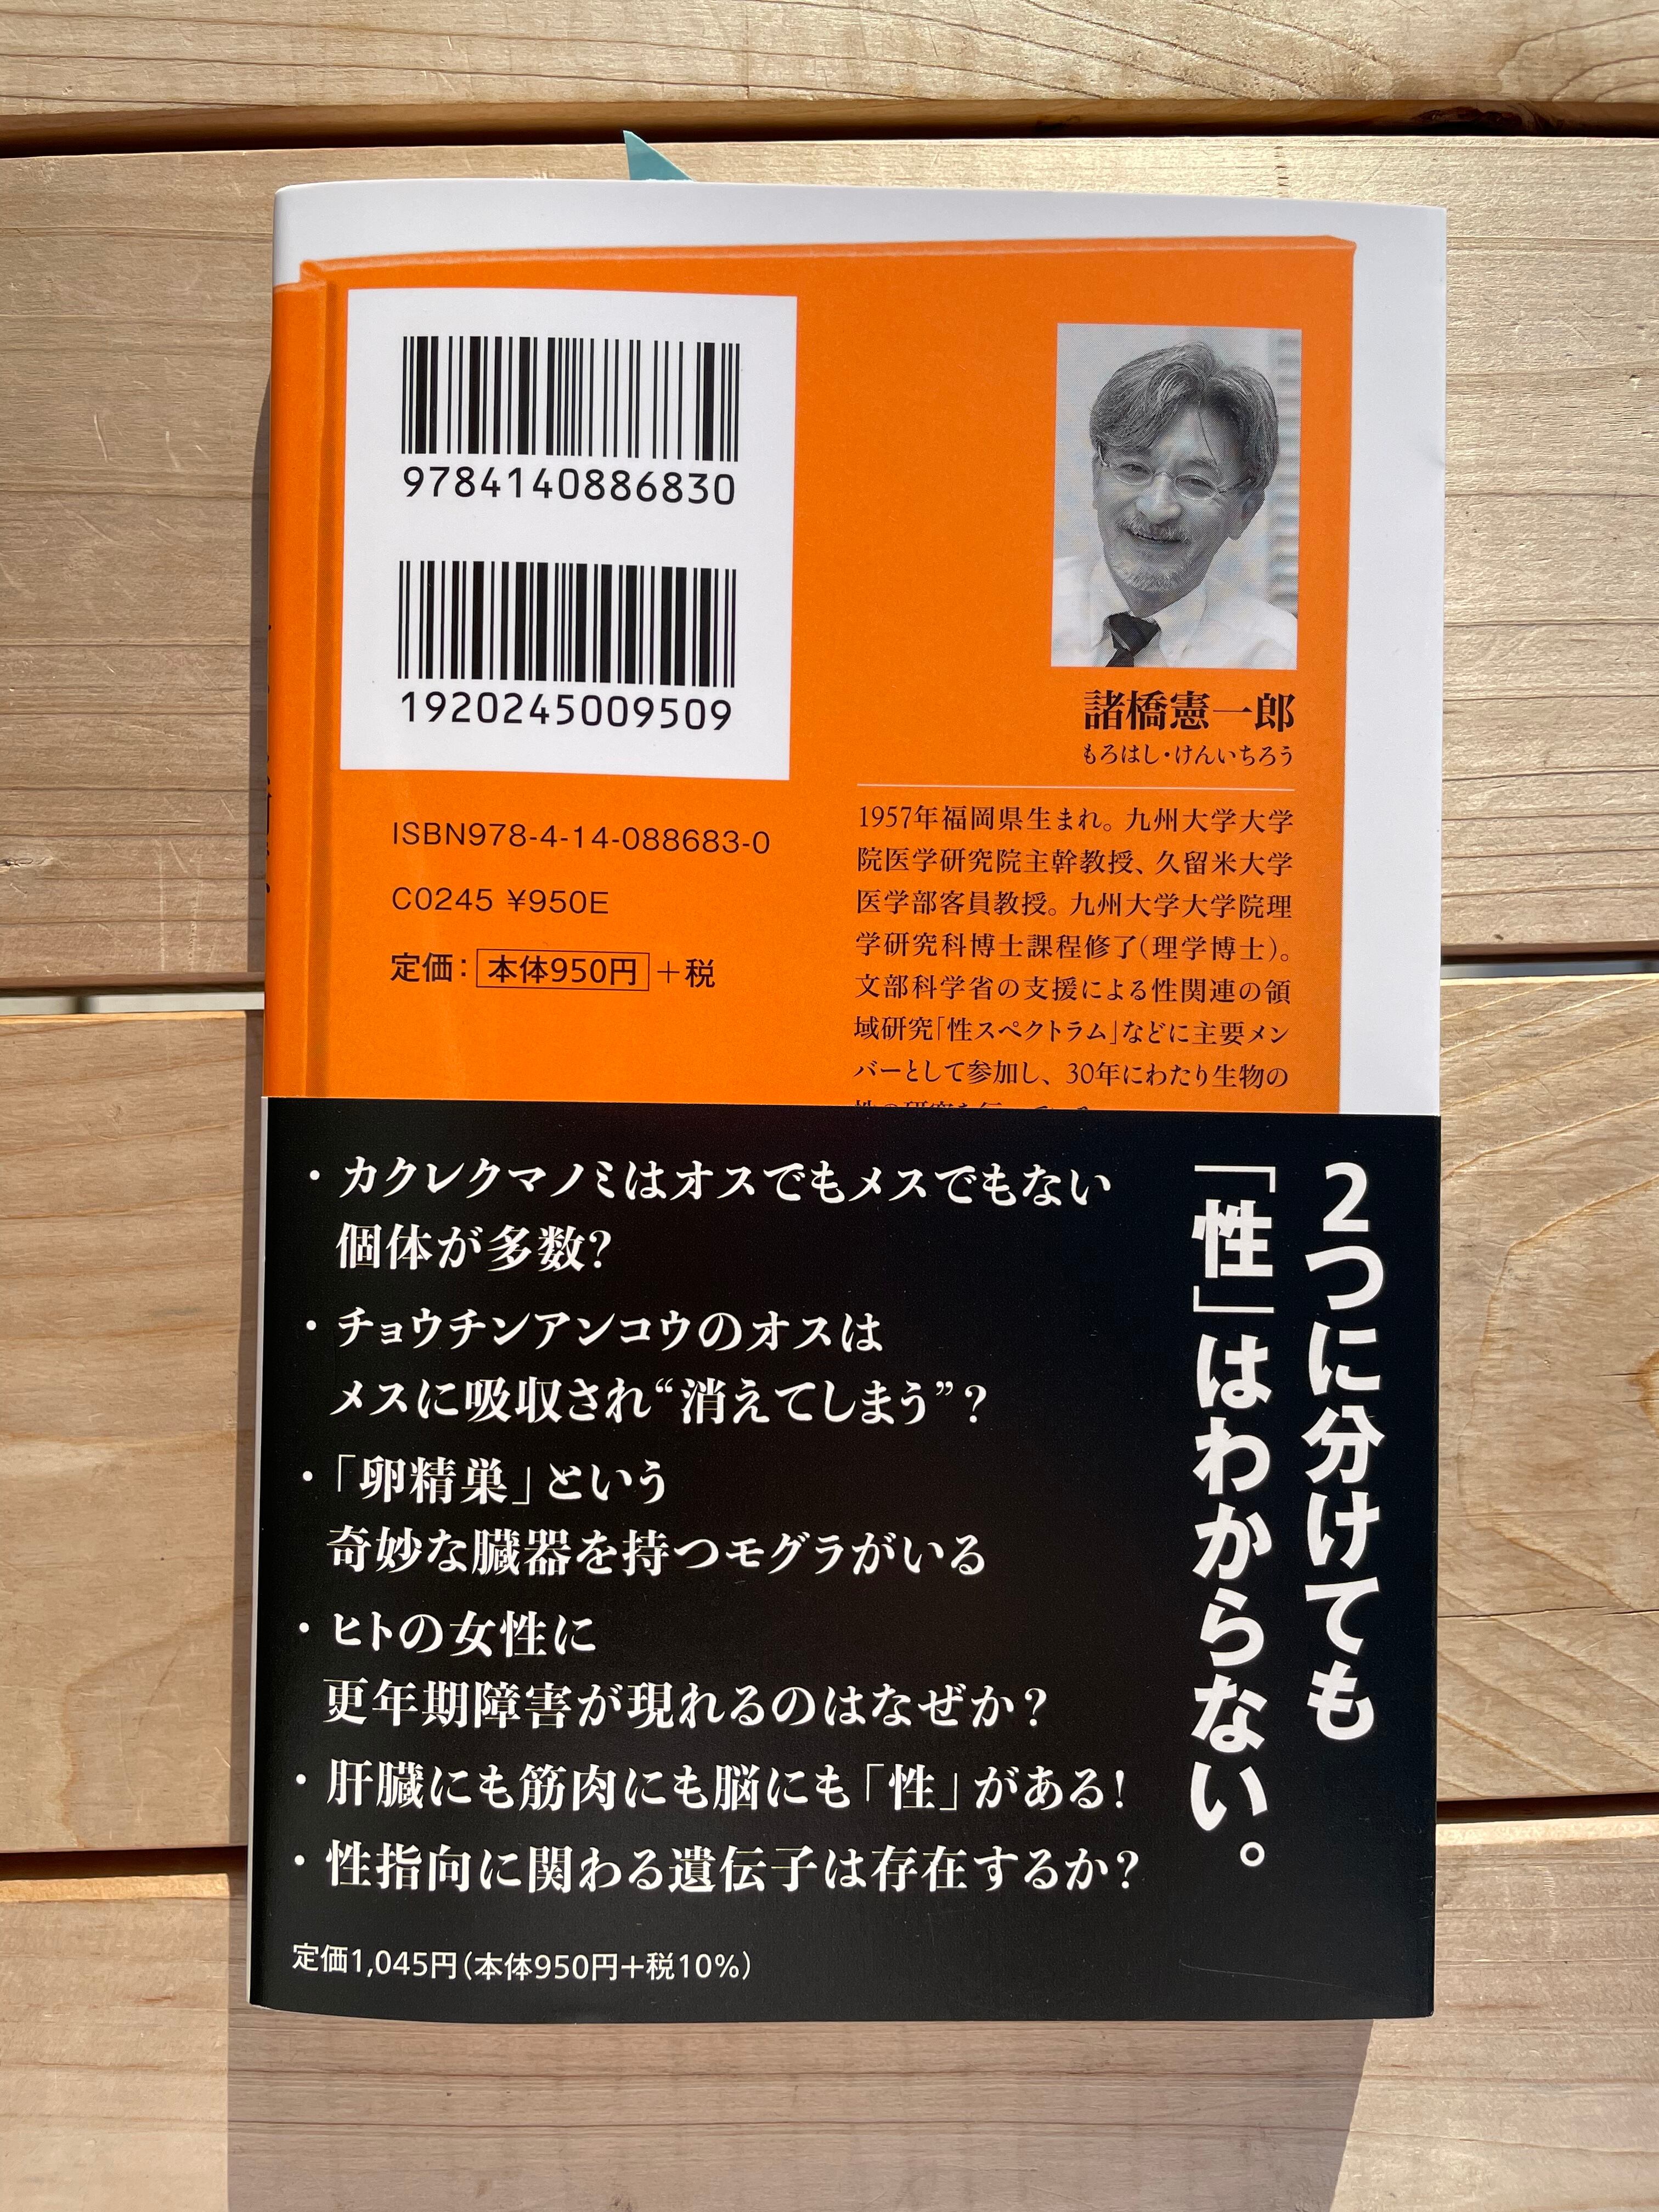 9784140886830
1920245009509
ISBN978-4-14-088683-0
C0245 ¥950E
定価：本体950円＋税
諸橋憲一郎
もろはし・けんいちろう
1957年福岡県生まれ。九州大学大学
院医学研究院主幹教授、久留米大学
医学部客員教授。九州大学大学院理
学研究科博士課程修了（理学博士）。
文部科学省の支援による性関連の領
域研究「性スペクトラム」などに主要メン
バーとして参加し、30年にわたり生物の
2つに分けても
「性」はわからない。
・カクレクマノミはオスでもメスでもない
個体が多数？
・チョウチンアンコウのオスは
メスに吸収され“消えてしまう”？
・「卵精巣」という
奇妙な臓器を持つモグラがいる
・ヒトの女性に
更年期障害が現れるのはなぜか？
・肝臓にも筋肉にも脳にも「性」がある！
・性指向に関わる遺伝子は存在するか？
定価1,045円（本体950円＋税10%）